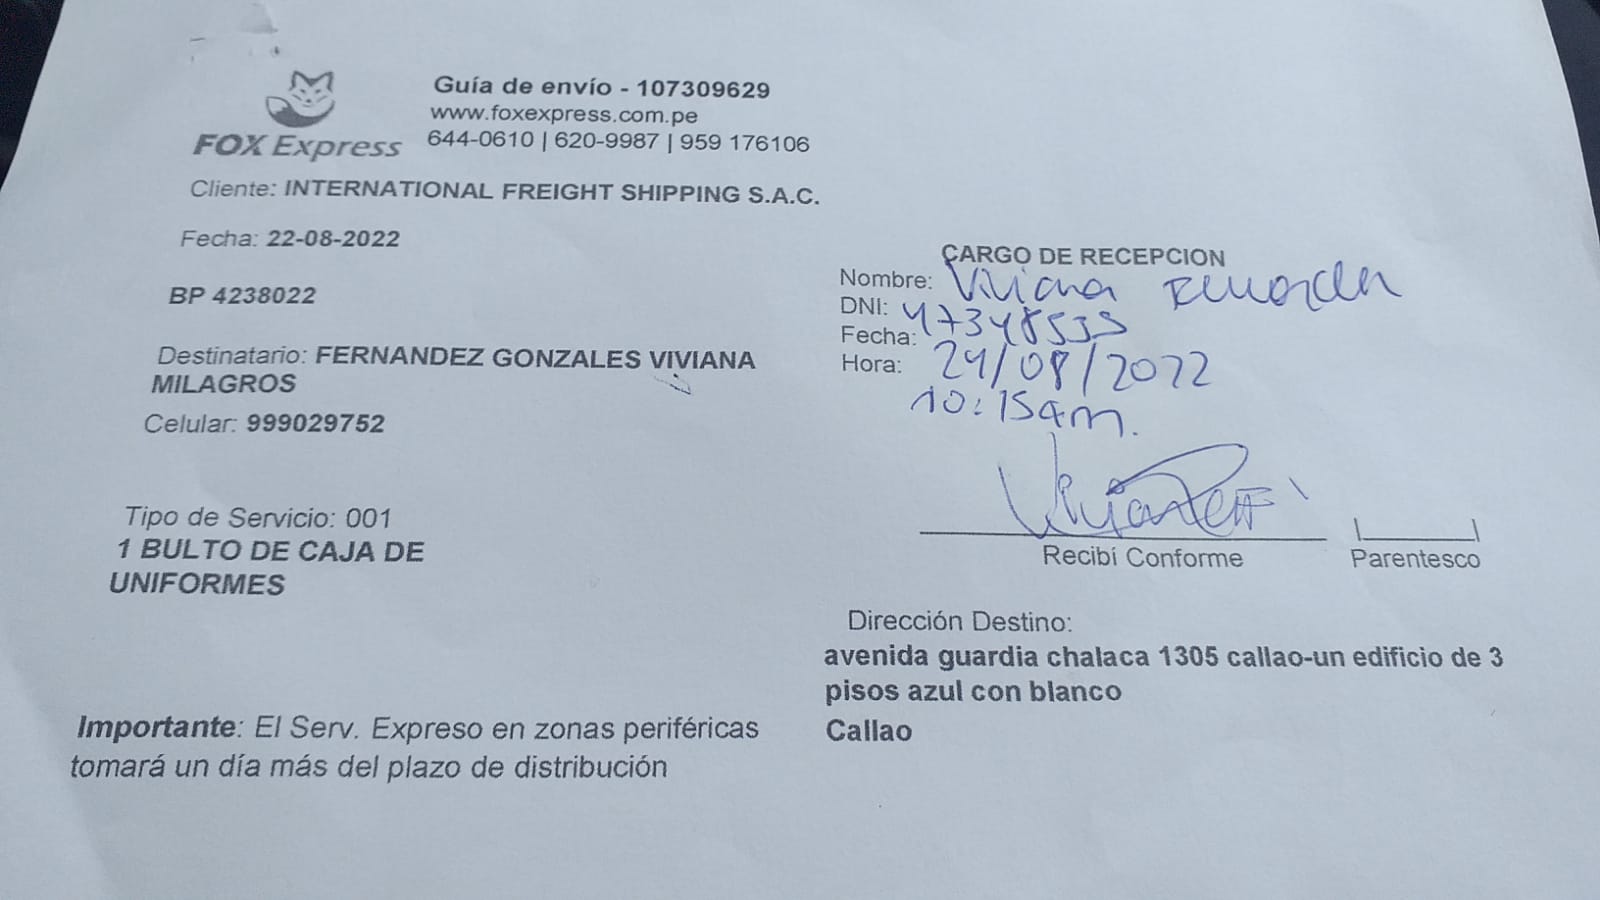 FOX Express
Guía de envío - 107309629
www.foxexpress.com.pe
644-0610 | 620-9987 | 959 176106
Cliente: INTERNATIONAL FREIGHT SHIPPING S.A.C.
Fecha: 22-08-2022
BP 4238022
Destinatario: FERNANDEZ GONZALES VIVIANA
MILAGROS
Celular: 999029752
Tipo de Servicio: 001
1 BULTO DE CAJA DE
UNIFORMES
Importante: El Serv. Expreso en zonas periféricas
tomará un día más del plazo de distribución
CARGO DE RECEPCION
Nombre: Viviana
DNI: 47348535
Fecha: 24/08/2022
Hora: 10:15am.
Recibí Conforme
Parentesco
Dirección Destino:
avenida guardia chalaca 1305 callao-un edificio de 3
pisos azul con blanco
Callao